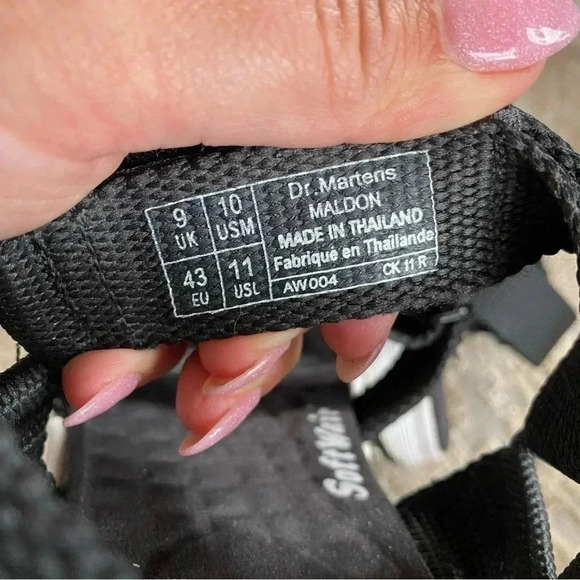 9 UK
10 USM
43 EU
11 USL
Dr.Martens
MALDON
MADE IN THAILAND
Fabriqué en Thaïlande
AW004 CK 11 R
SoftWair